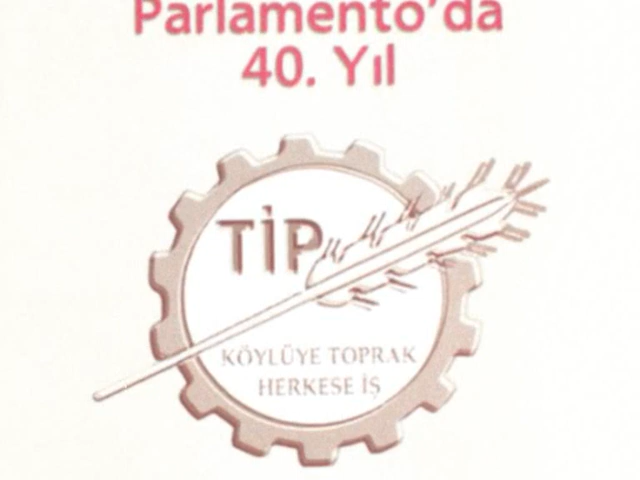 Parlamento'da
40. Yıl
TİP
KÖYLÜYE TOPRAK
HERKESE İŞ